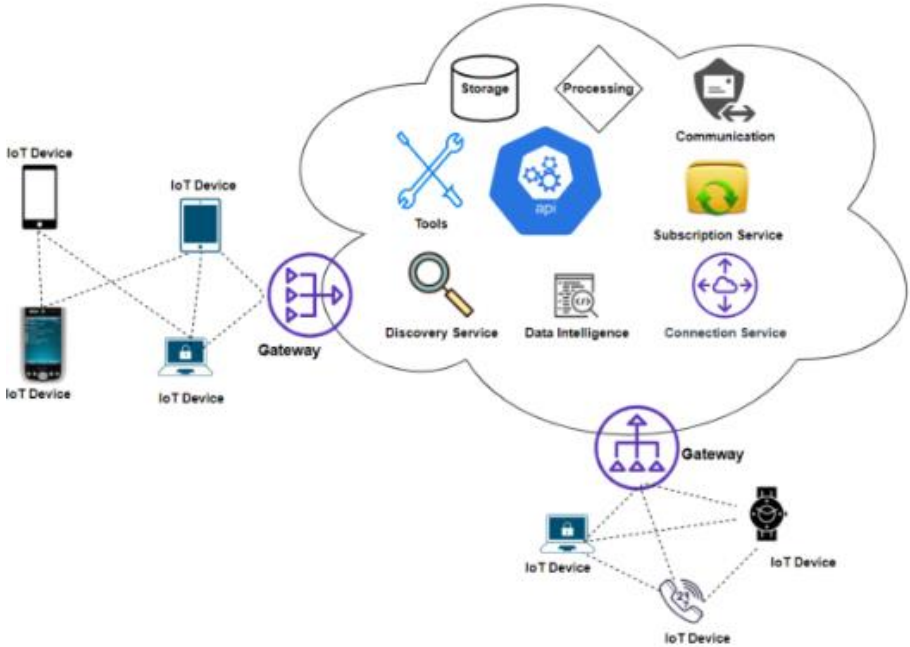 Storage
Processing
Communication
IoT Device
IoT Device
api
Tools
Subscription Service
Gateway
Discovery Service
Data Intelligence
Connection Service
IoT Device
IoT Device
Gateway
IoT Device
IoT Device
24
IoT Device